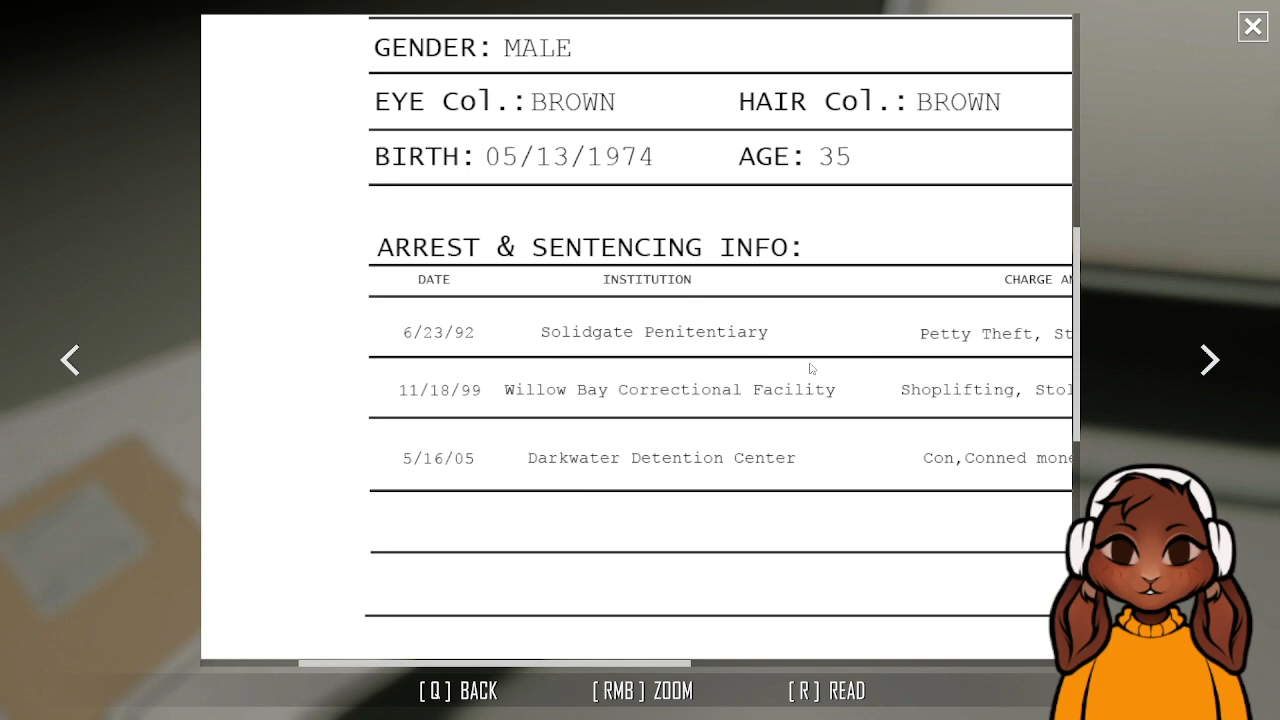 GENDER: MALE
EYE Col.: BROWN HAIR Col.: BROWN
BIRTH: 05/13/1974 AGE: 35
ARREST & SENTENCING INFO:
DATE INSTITUTION CHARGE
6/23/92 Solidgate Penitentiary Petty Theft,
11/18/99 Willow Bay Correctional Facility Shoplifting,
5/16/05 Darkwater Detention Center Con,Conned
[Q] BACK [RMB] ZOOM [R] READ